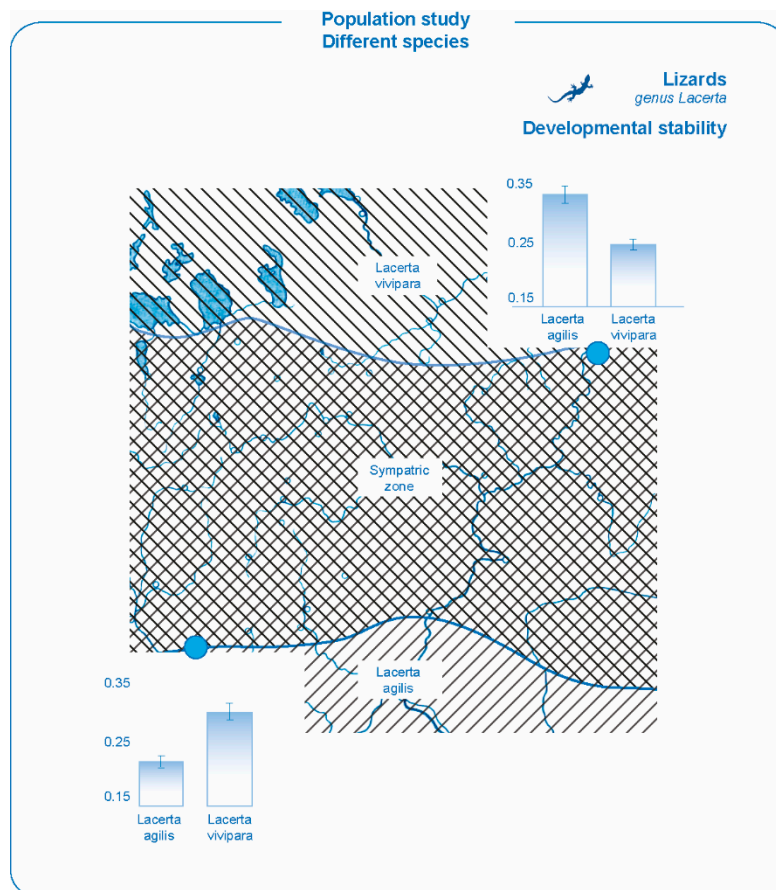 Population study
Different species
Lizards
genus Lacerta
Developmental stability
0.35
0.25
0.15
Lacerta
agilis
Lacerta
vivipara
Lacerta
vivipara
Sympatric
zone
Lacerta
agilis
0.35
0.25
0.15
Lacerta
agilis
Lacerta
vivipara